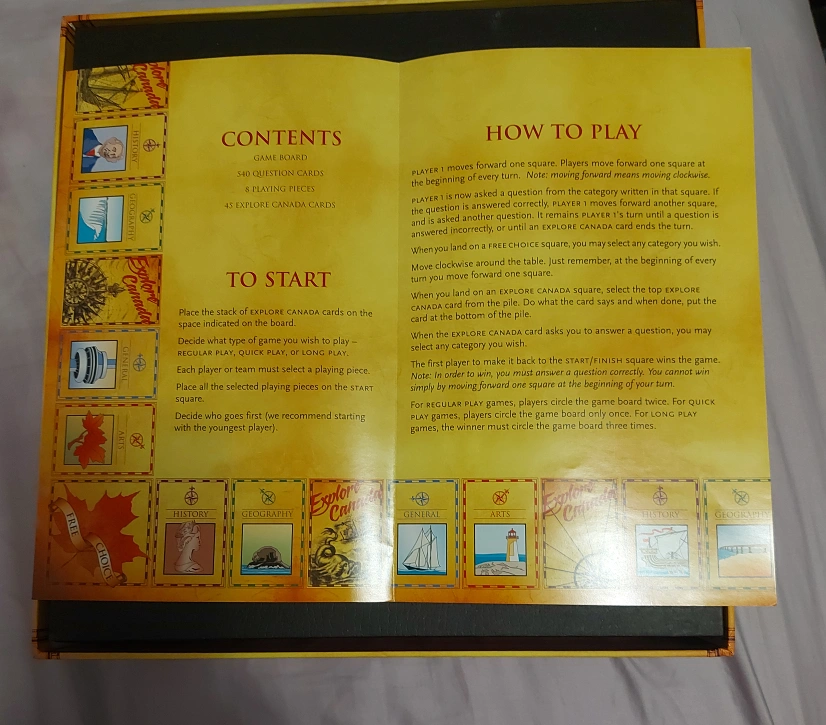 Explore
Canada
HISTORY
GEOGRAPHY
Explore
Canada
GENERAL
ARTS
FREE
CHOICE
CONTENTS
GAME BOARD
540 QUESTION CARDS
8 PLAYING PIECES
45 EXPLORE CANADA CARDS
TO START
Place the stack of EXPLORE CANADA cards on the
space indicated on the board.
Decide what type of game you wish to play –
REGULAR PLAY, QUICK PLAY, or LONG PLAY.
Each player or team must select a playing piece.
Place all the selected playing pieces on the START
square.
Decide who goes first (we recommend starting
with the youngest player).
HOW TO PLAY
PLAYER 1 moves forward one square. Players move forward one square at
the beginning of every turn. Note: moving forward means moving clockwise.
PLAYER 1 is now asked a question from the category written in that square. If
the question is answered correctly, PLAYER 1 moves forward another square,
and is asked another question. It remains PLAYER 1's turn until a question is
answered incorrectly, or until an EXPLORE CANADA card ends the turn.
When you land on a FREE CHOICE square, you may select any category you wish.
Move clockwise around the table. Just remember, at the beginning of every
turn you move forward one square.
When you land on an EXPLORE CANADA square, select the top EXPLORE
CANADA card from the pile. Do what the card says and when done, put the
card at the bottom of the pile.
When the EXPLORE CANADA card asks you to answer a question, you may
select any category you wish.
The first player to make it back to the START/FINISH square wins the game.
Note: In order to win, you must answer a question correctly. You cannot win
simply by moving forward one square at the beginning of your turn.
For REGULAR PLAY games, players circle the game board twice. For QUICK
PLAY games, players circle the game board only once. For LONG PLAY
games, the winner must circle the game board three times.
HISTORY
GEOGRAPHY
Explore
Canada
GENERAL
ARTS
Explore
Canada
HISTORY
GEOGRAPHY